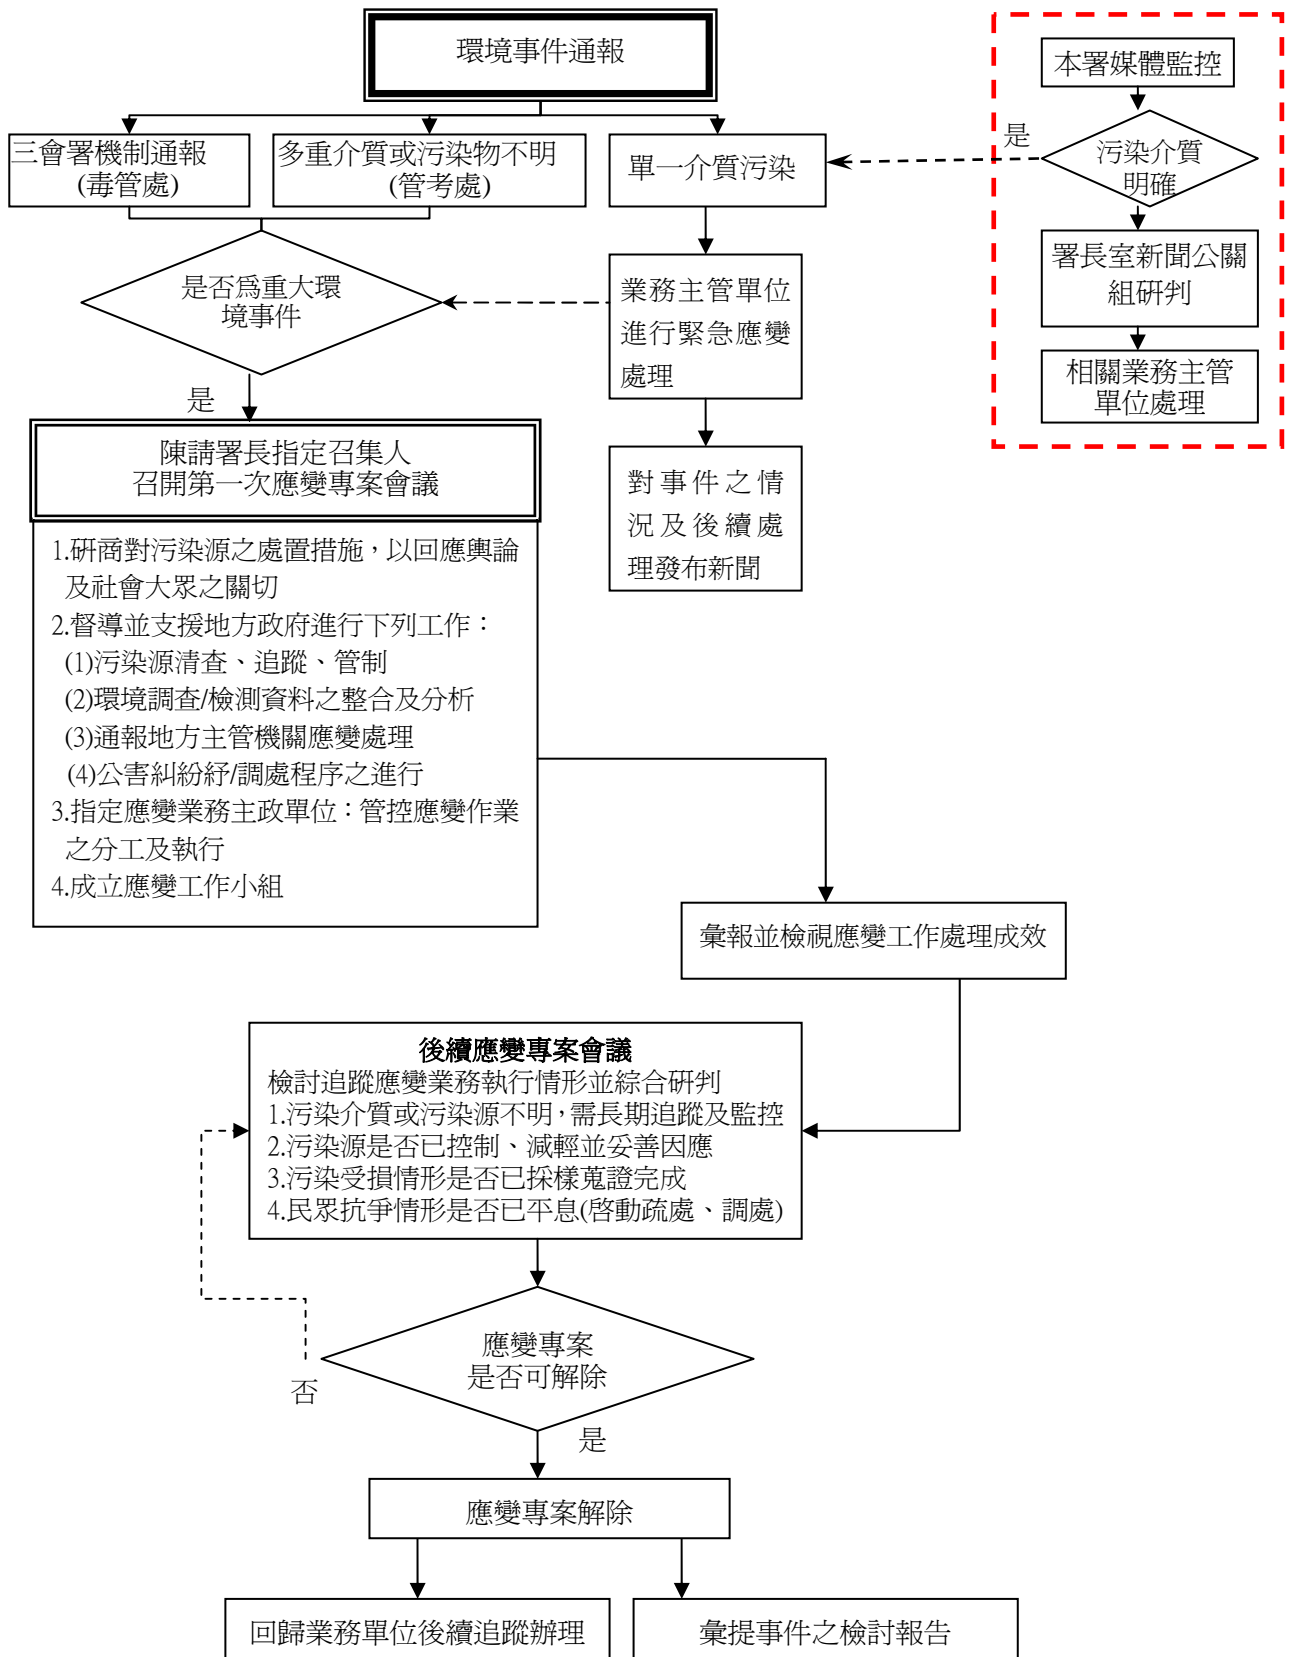 環境事件通報
本署媒體監控
三會署機制通報
(毒管處)
多重介質或污染物不明
(管考處)
單一介質污染
是
污染介質
明確
署長室新聞公關
組研判
相關業務主管
單位處理
是否為重大環
境事件
業務主管單位
進行緊急應變
處理
是
陳請署長指定召集人
召開第一次應變專案會議
對事件之情
況及後續處
理發布新聞
1.研商對污染源之處置措施，以回應輿論
及社會大眾之關切
2.督導並支援地方政府進行下列工作：
(1)污染源清查、追蹤、管制
(2)環境調查/檢測資料之整合及分析
(3)通報地方主管機關應變處理
(4)公害糾紛紓/調處程序之進行
3.指定應變業務主政單位：管控應變作業
之分工及執行
4.成立應變工作小組
彙報並檢視應變工作處理成效
後續應變專案會議
檢討追蹤應變業務執行情形並綜合研判
1.污染介質或污染源不明，需長期追蹤及監控
2.污染源是否已控制、減輕並妥善因應
3.污染受損情形是否已採樣蒐證完成
4.民眾抗爭情形是否已平息(啟動疏處、調處)
應變專案
是否可解除
否
是
應變專案解除
回歸業務單位後續追蹤辦理
彙提事件之檢討報告